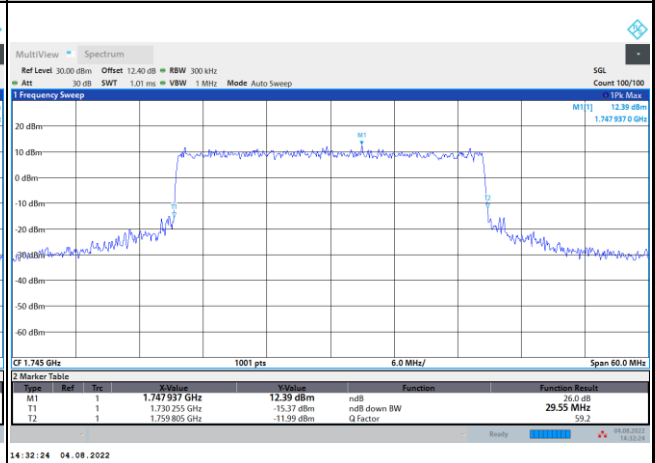 MultiView Spectrum
Ref Level 30.00 dBm Offset 12.40 dB RBW 300 kHz SGL
Att 30 dB SWT 1.01 ms VBW 1 MHz Mode Auto Sweep Count 100/100
1 Frequency Sweep 1Pk Max
M1[1] 12.39 dBm
1.747 937 0 GHz
20 dBm
M1
10 dBm
0 dBm
-10 dBm
T2
-20 dBm
-40 dBm
-50 dBm
-60 dBm
CF 1.745 GHz 1001 pts 6.0 MHz/ Span 60.0 MHz
2 Marker Table
Type Ref Trc X-Value Y-Value Function Function Result
M1 1 1.747 937 GHz 12.39 dBm ndB 26.0 dB
T1 1 1.730 255 GHz -15.37 dBm ndB down BW 29.55 MHz
T2 1 1.759 805 GHz -11.99 dBm Q Factor 59.2
Ready 04.08.2022
14:32:24
14:32:24 04.08.2022